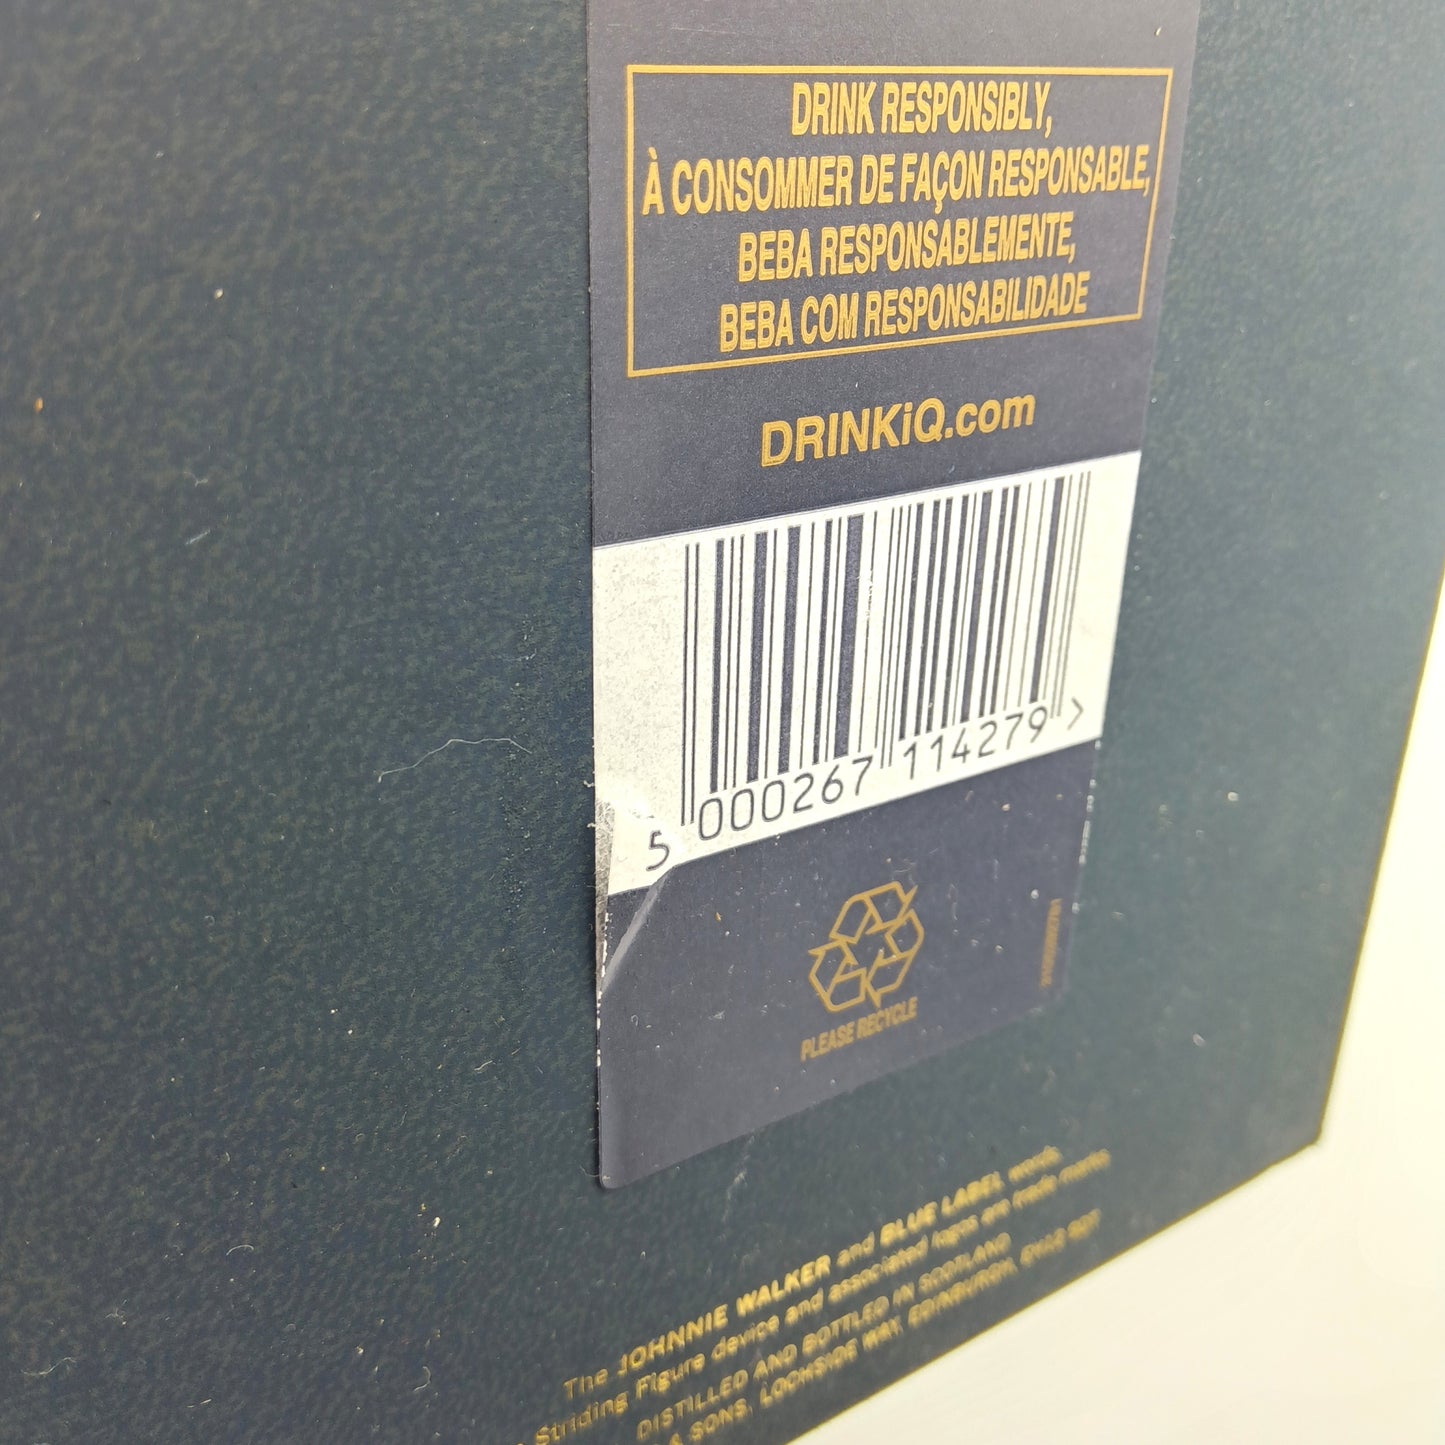 DRINK RESPONSIBLY,
À CONSOMMER DE FAÇON RESPONSABLE,
BEBA RESPONSABLEMENTE,
BEBA COM RESPONSABILIDADE
DRINKiQ.com
5 000267 114279 >
PLEASE RECYCLE
The JOHNNIE WALKER and BLUE LABEL words
Striding Figure device and associated logos are trade marks
DISTILLED AND BOTTLED IN SCOTLAND
& SONS, LOCHSIDE WAY, EDINBURGH,